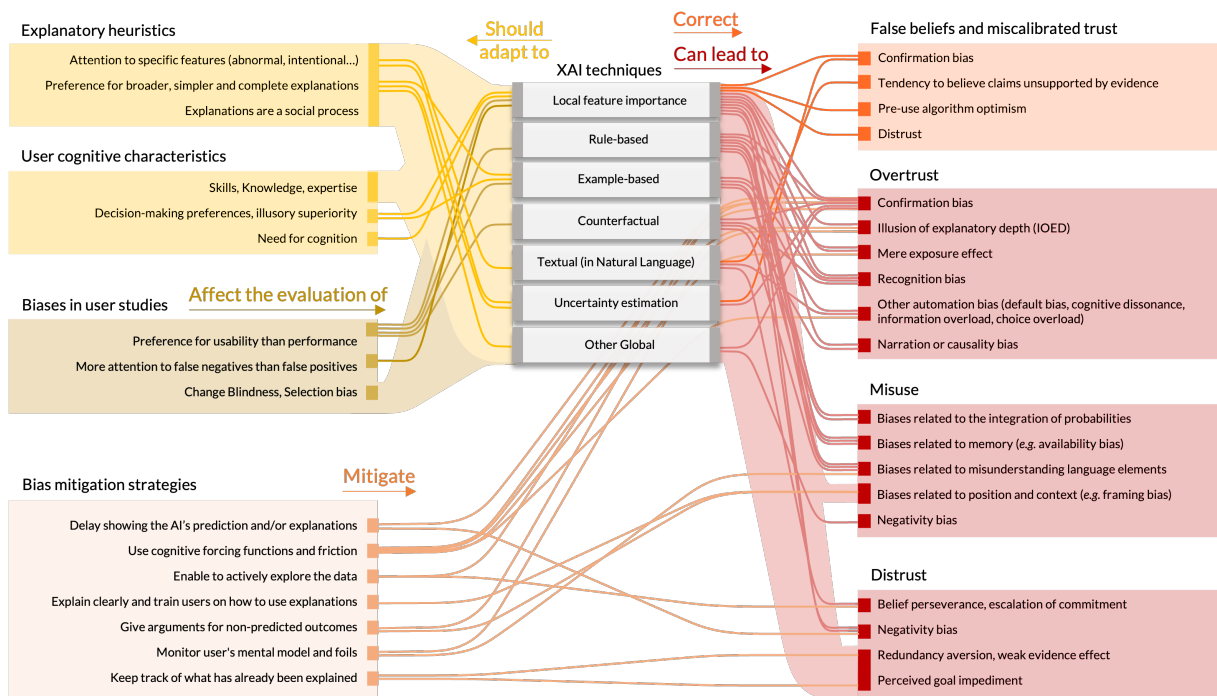 Explanatory heuristics
Attention to specific features (abnormal, intentional...)
Preference for broader, simpler and complete explanations
Explanations are a social process
User cognitive characteristics
Skills, Knowledge, expertise
Decision-making preferences, illusory superiority
Need for cognition
Biases in user studies
Affect the evaluation of
Preference for usability than performance
More attention to false negatives than false positives
Change Blindness, Selection bias
Bias mitigation strategies
Mitigate
Delay showing the AI's prediction and/or explanations
Use cognitive forcing functions and friction
Enable to actively explore the data
Explain clearly and train users on how to use explanations
Give arguments for non-predicted outcomes
Monitor user's mental model and foils
Keep track of what has already been explained
Should
adapt to
Correct
Can lead to
XAI techniques
Local feature importance
Rule-based
Example-based
Counterfactual
Textual (in Natural Language)
Uncertainty estimation
Other Global
False beliefs and miscalibrated trust
Confirmation bias
Tendency to believe claims unsupported by evidence
Pre-use algorithm optimism
Distrust
Overtrust
Confirmation bias
Illusion of explanatory depth (IOED)
Mere exposure effect
Recognition bias
Other automation bias (default bias, cognitive dissonance,
information overload, choice overload)
Narration or causality bias
Misuse
Biases related to the integration of probabilities
Biases related to memory (e.g. availability bias)
Biases related to misunderstanding language elements
Biases related to position and context (e.g. framing bias)
Negativity bias
Distrust
Belief perseverance, escalation of commitment
Negativity bias
Redundancy aversion, weak evidence effect
Perceived goal impediment